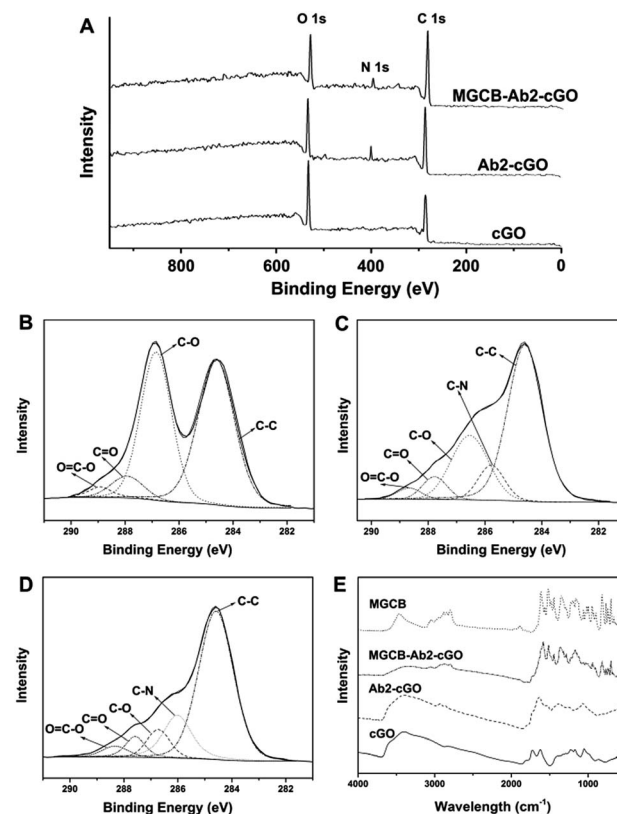 A
O 1s
C 1s
N 1s
MGCB-Ab2-cGO
Ab2-cGO
cGO
Intensity
800 600 400 200 0
Binding Energy (eV)
B
C-O
C=O
O=C-O
C-C
Intensity
290 288 286 284 282
Binding Energy (eV)
C
C-C
C-N
C-O
C=O
O=C-O
Intensity
290 288 286 284 282
Binding Energy (eV)
D
C-C
C-N
C-O
C=O
O=C-O
Intensity
290 288 286 284 282
Binding Energy (eV)
E
MGCB
MGCB-Ab2-cGO
Ab2-cGO
cGO
Intensity
4000 3000 2000 1000
Wavelength (cm⁻¹)